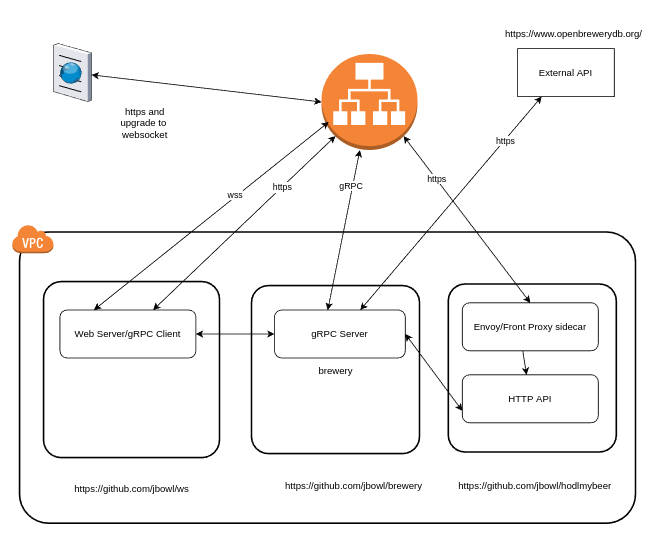 https://www.openbrewerydb.org/
External API
https and
upgrade to
websocket
https
wss
https
gRPC
https
VPC
Web Server/gRPC Client
gRPC Server
brewery
Envoy/Front Proxy sidecar
HTTP API
https://github.com/jbowl/ws
https://github.com/jbowl/brewery
https://github.com/jbowl/hodlmybeer